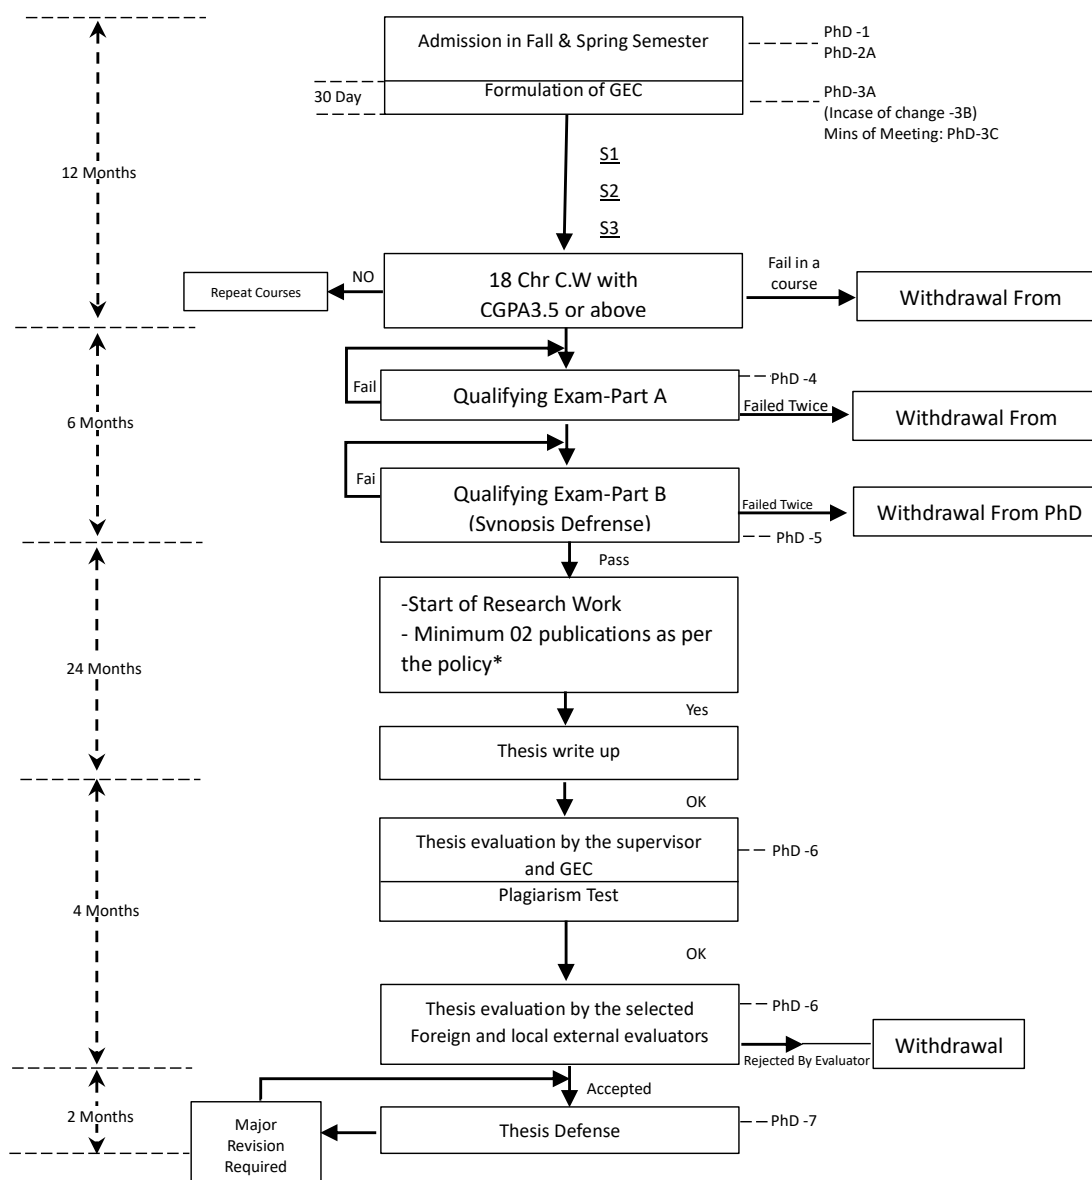 Admission in Fall & Spring Semester
PhD -1
PhD-2A
30 Day
Formulation of GEC
PhD-3A
(Incase of change -3B)
Mins of Meeting: PhD-3C
12 Months
S1
S2
S3
NO
Repeat Courses
18 Chr C.W with
CGPA3.5 or above
Fail in a
course
Withdrawal From
Fail
Qualifying Exam-Part A
PhD -4
Failed Twice
Withdrawal From
6 Months
Fai
Qualifying Exam-Part B
(Synopsis Defrense)
Failed Twice
Withdrawal From PhD
PhD -5
Pass
-Start of Research Work
- Minimum 02 publications as per
the policy*
24 Months
Yes
Thesis write up
OK
Thesis evaluation by the supervisor
and GEC
PhD -6
Plagiarism Test
4 Months
OK
Thesis evaluation by the selected
Foreign and local external evaluators
PhD -6
Rejected By Evaluator
Withdrawal
Accepted
2 Months
Major
Revision
Required
Thesis Defense
PhD -7